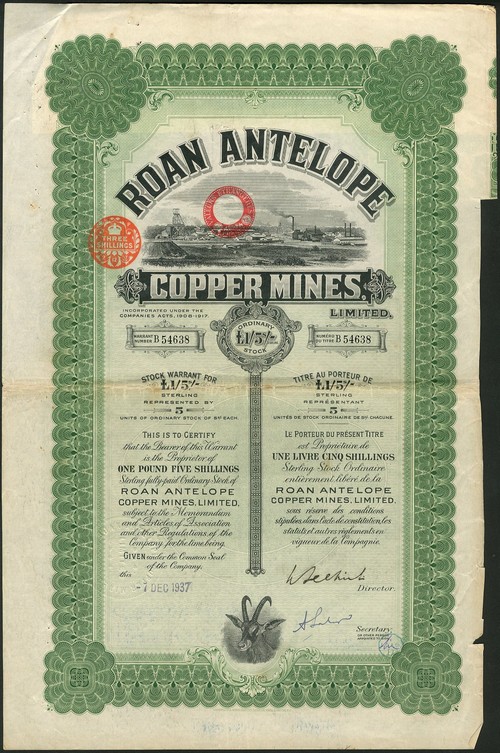 ROAN ANTELOPE
THREE
SHILLINGS
COPPER MINES,
LIMITED.
INCORPORATED UNDER THE
COMPANIES ACTS, 1908-1917.
ORDINARY
£1/5/-
STOCK
WARRANT
NUMBER B 54638
NUMÉRO
DU TITRE B 54638
STOCK WARRANT FOR
£1/5/-
STERLING
REPRESENTED BY
5
UNITS OF ORDINARY STOCK OF 5/- EACH.
THIS IS TO CERTIFY
that the Bearer of this Warrant
is the Proprietor of
ONE POUND FIVE SHILLINGS
Sterling fully paid Ordinary Stock of
ROAN ANTELOPE
COPPER MINES, LIMITED,
subject to the Memorandum
and Articles of Association
and other Regulations of the
Company for the time being.
GIVEN under the Common Seal
of the Company.
this
-7 DEC 1937
TITRE AU PORTEUR DE
£1/5/-
STERLING
REPRÉSENTANT
5
UNITÉS DE STOCK ORDINAIRE DE 5/- CHACUNE.
LE PORTEUR DU PRÉSENT TITRE
est Propriétaire de
UNE LIVRE CINQ SHILLINGS
Sterling Stock Ordinaire
entièrement libéré de la
ROAN ANTELOPE
COPPER MINES, LIMITED.
sous réserve des conditions
stipulées dans l'acte de constitution, les
statuts et autres règlements en
vigueur de la Compagnie.
Director.
Secretary.